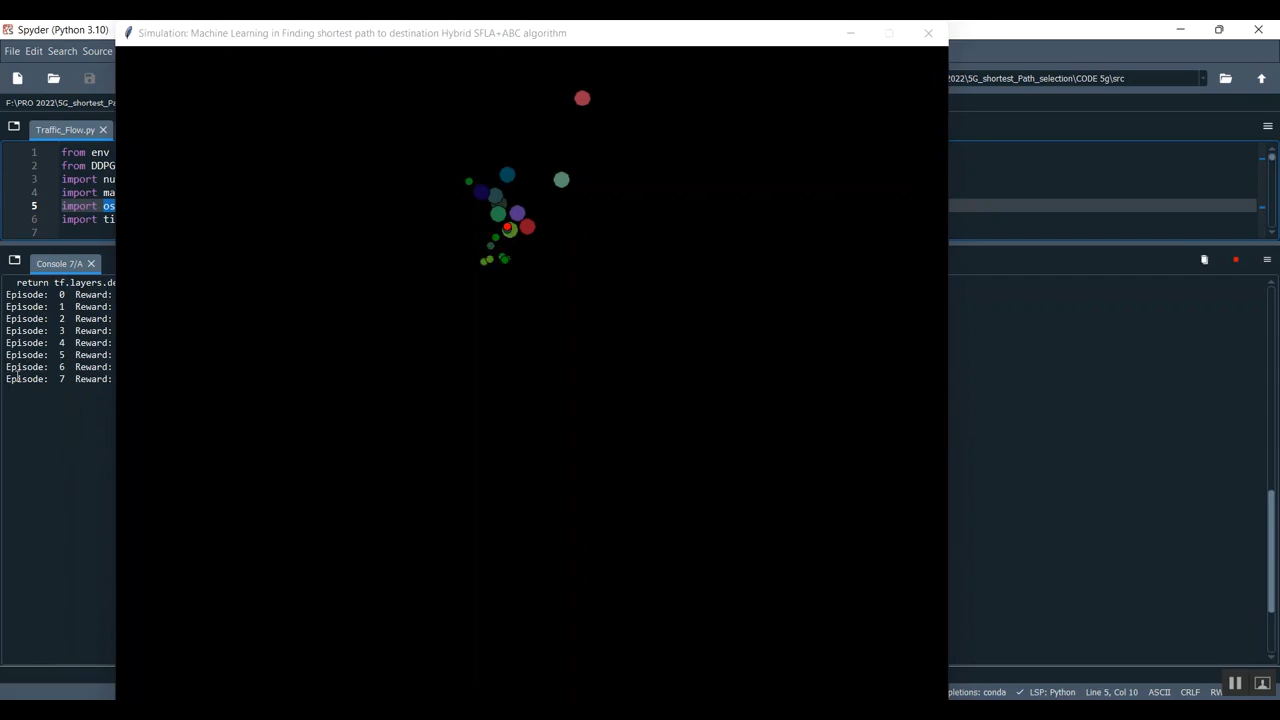 Spyder (Python 3.10)
Simulation: Machine Learning in Finding shortest path to destination Hybrid SFLA+ABC algorithm
File Edit Search Source
2022\5G_shortest_Path_selection\CODE 5g\src
F:\PRO 2022\5G_shortest_Pa
Traffic_Flow.py
1 from env
2 from DDPG
3 import nu
4 import ma
5 import os
6 import ti
7
Console 7/A
return tf.layers.de
Episode: 0 Reward:
Episode: 1 Reward:
Episode: 2 Reward:
Episode: 3 Reward:
Episode: 4 Reward:
Episode: 5 Reward:
Episode: 6 Reward:
Episode: 7 Reward:
mpletions: conda ✓ LSP: Python Line 5, Col 10 ASCII CRLF RW